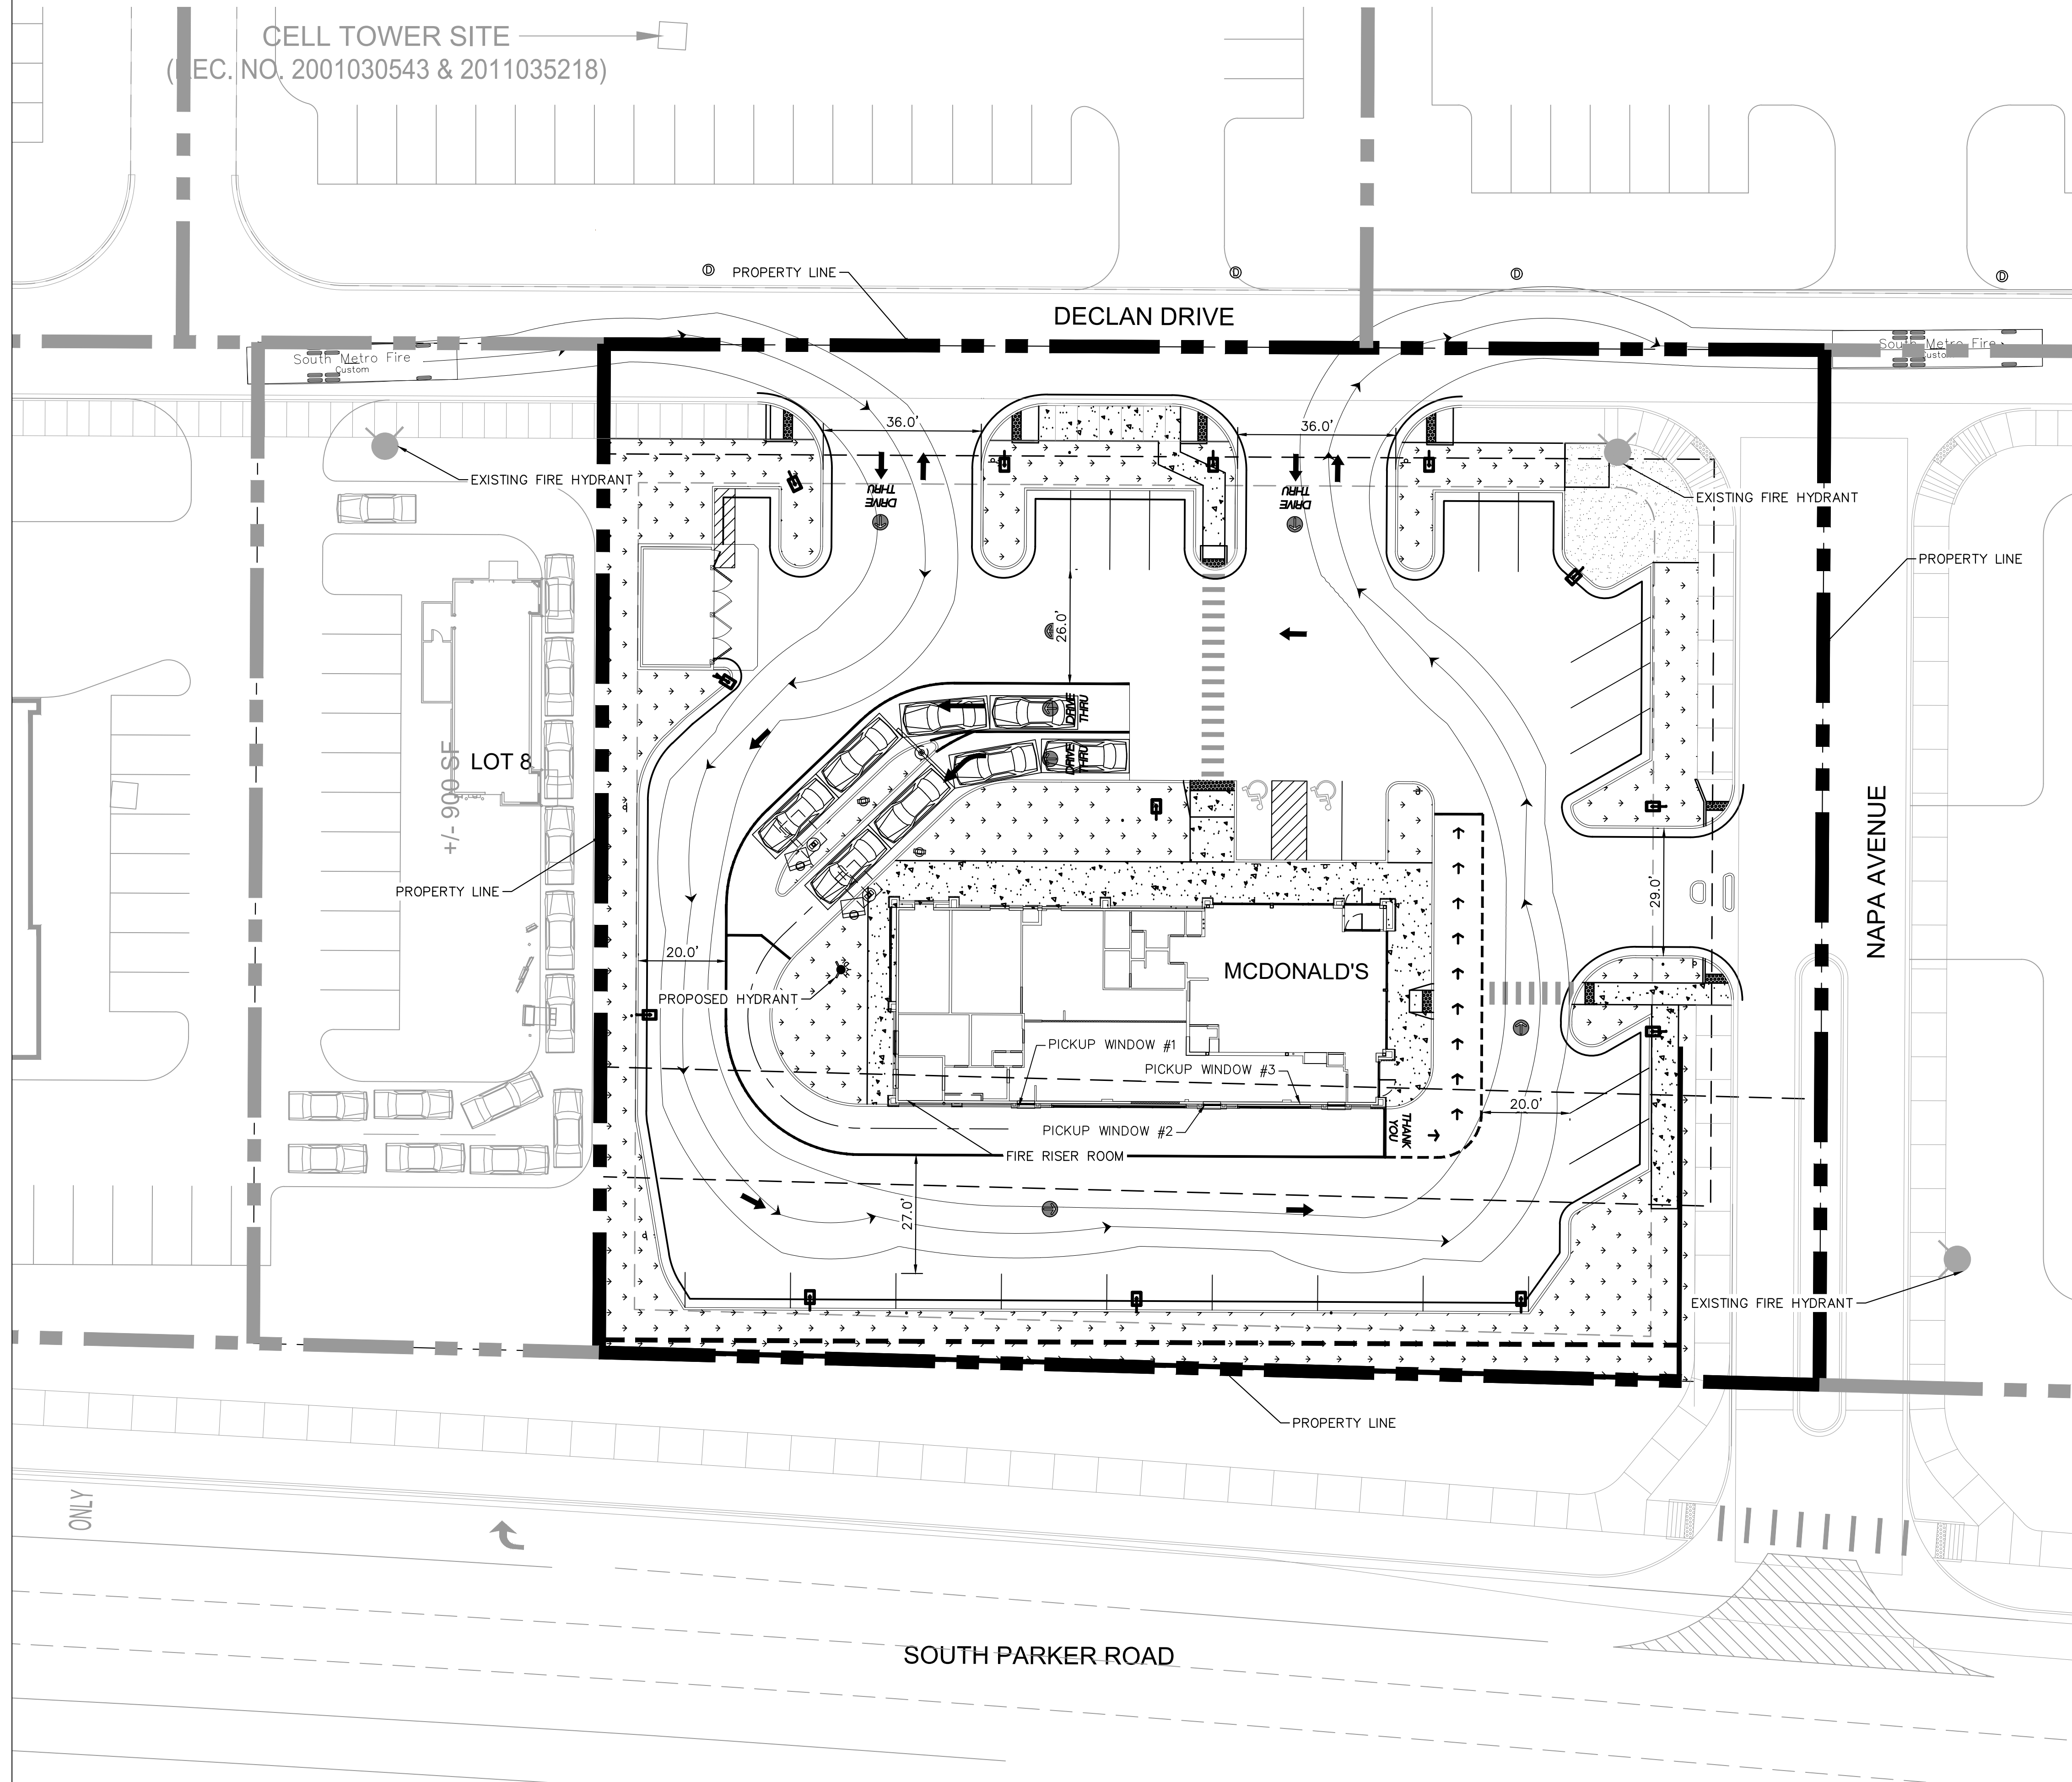 CELL TOWER SITE
(REC. NO. 2001030543 & 2011035218)
D
PROPERTY LINE
D
D
D
DECLAN DRIVE
South Metro Fire
Custom
South Metro Fire
Custom
36.0'
36.0'
EXISTING FIRE HYDRANT
DRIVE
THRU
DRIVE
THRU
EXISTING FIRE HYDRANT
PROPERTY LINE
26.0'
DRIVE
THRU
DRIVE
THRU
LOT 8
+/- 900 SF
NAPA AVENUE
PROPERTY LINE
29.0'
20.0'
MCDONALD'S
PROPOSED HYDRANT
PICKUP WINDOW #1
PICKUP WINDOW #3
20.0'
PICKUP WINDOW #2
THANK
YOU
FIRE RISER ROOM
27.0'
EXISTING FIRE HYDRANT
PROPERTY LINE
ONLY
SOUTH PARKER ROAD